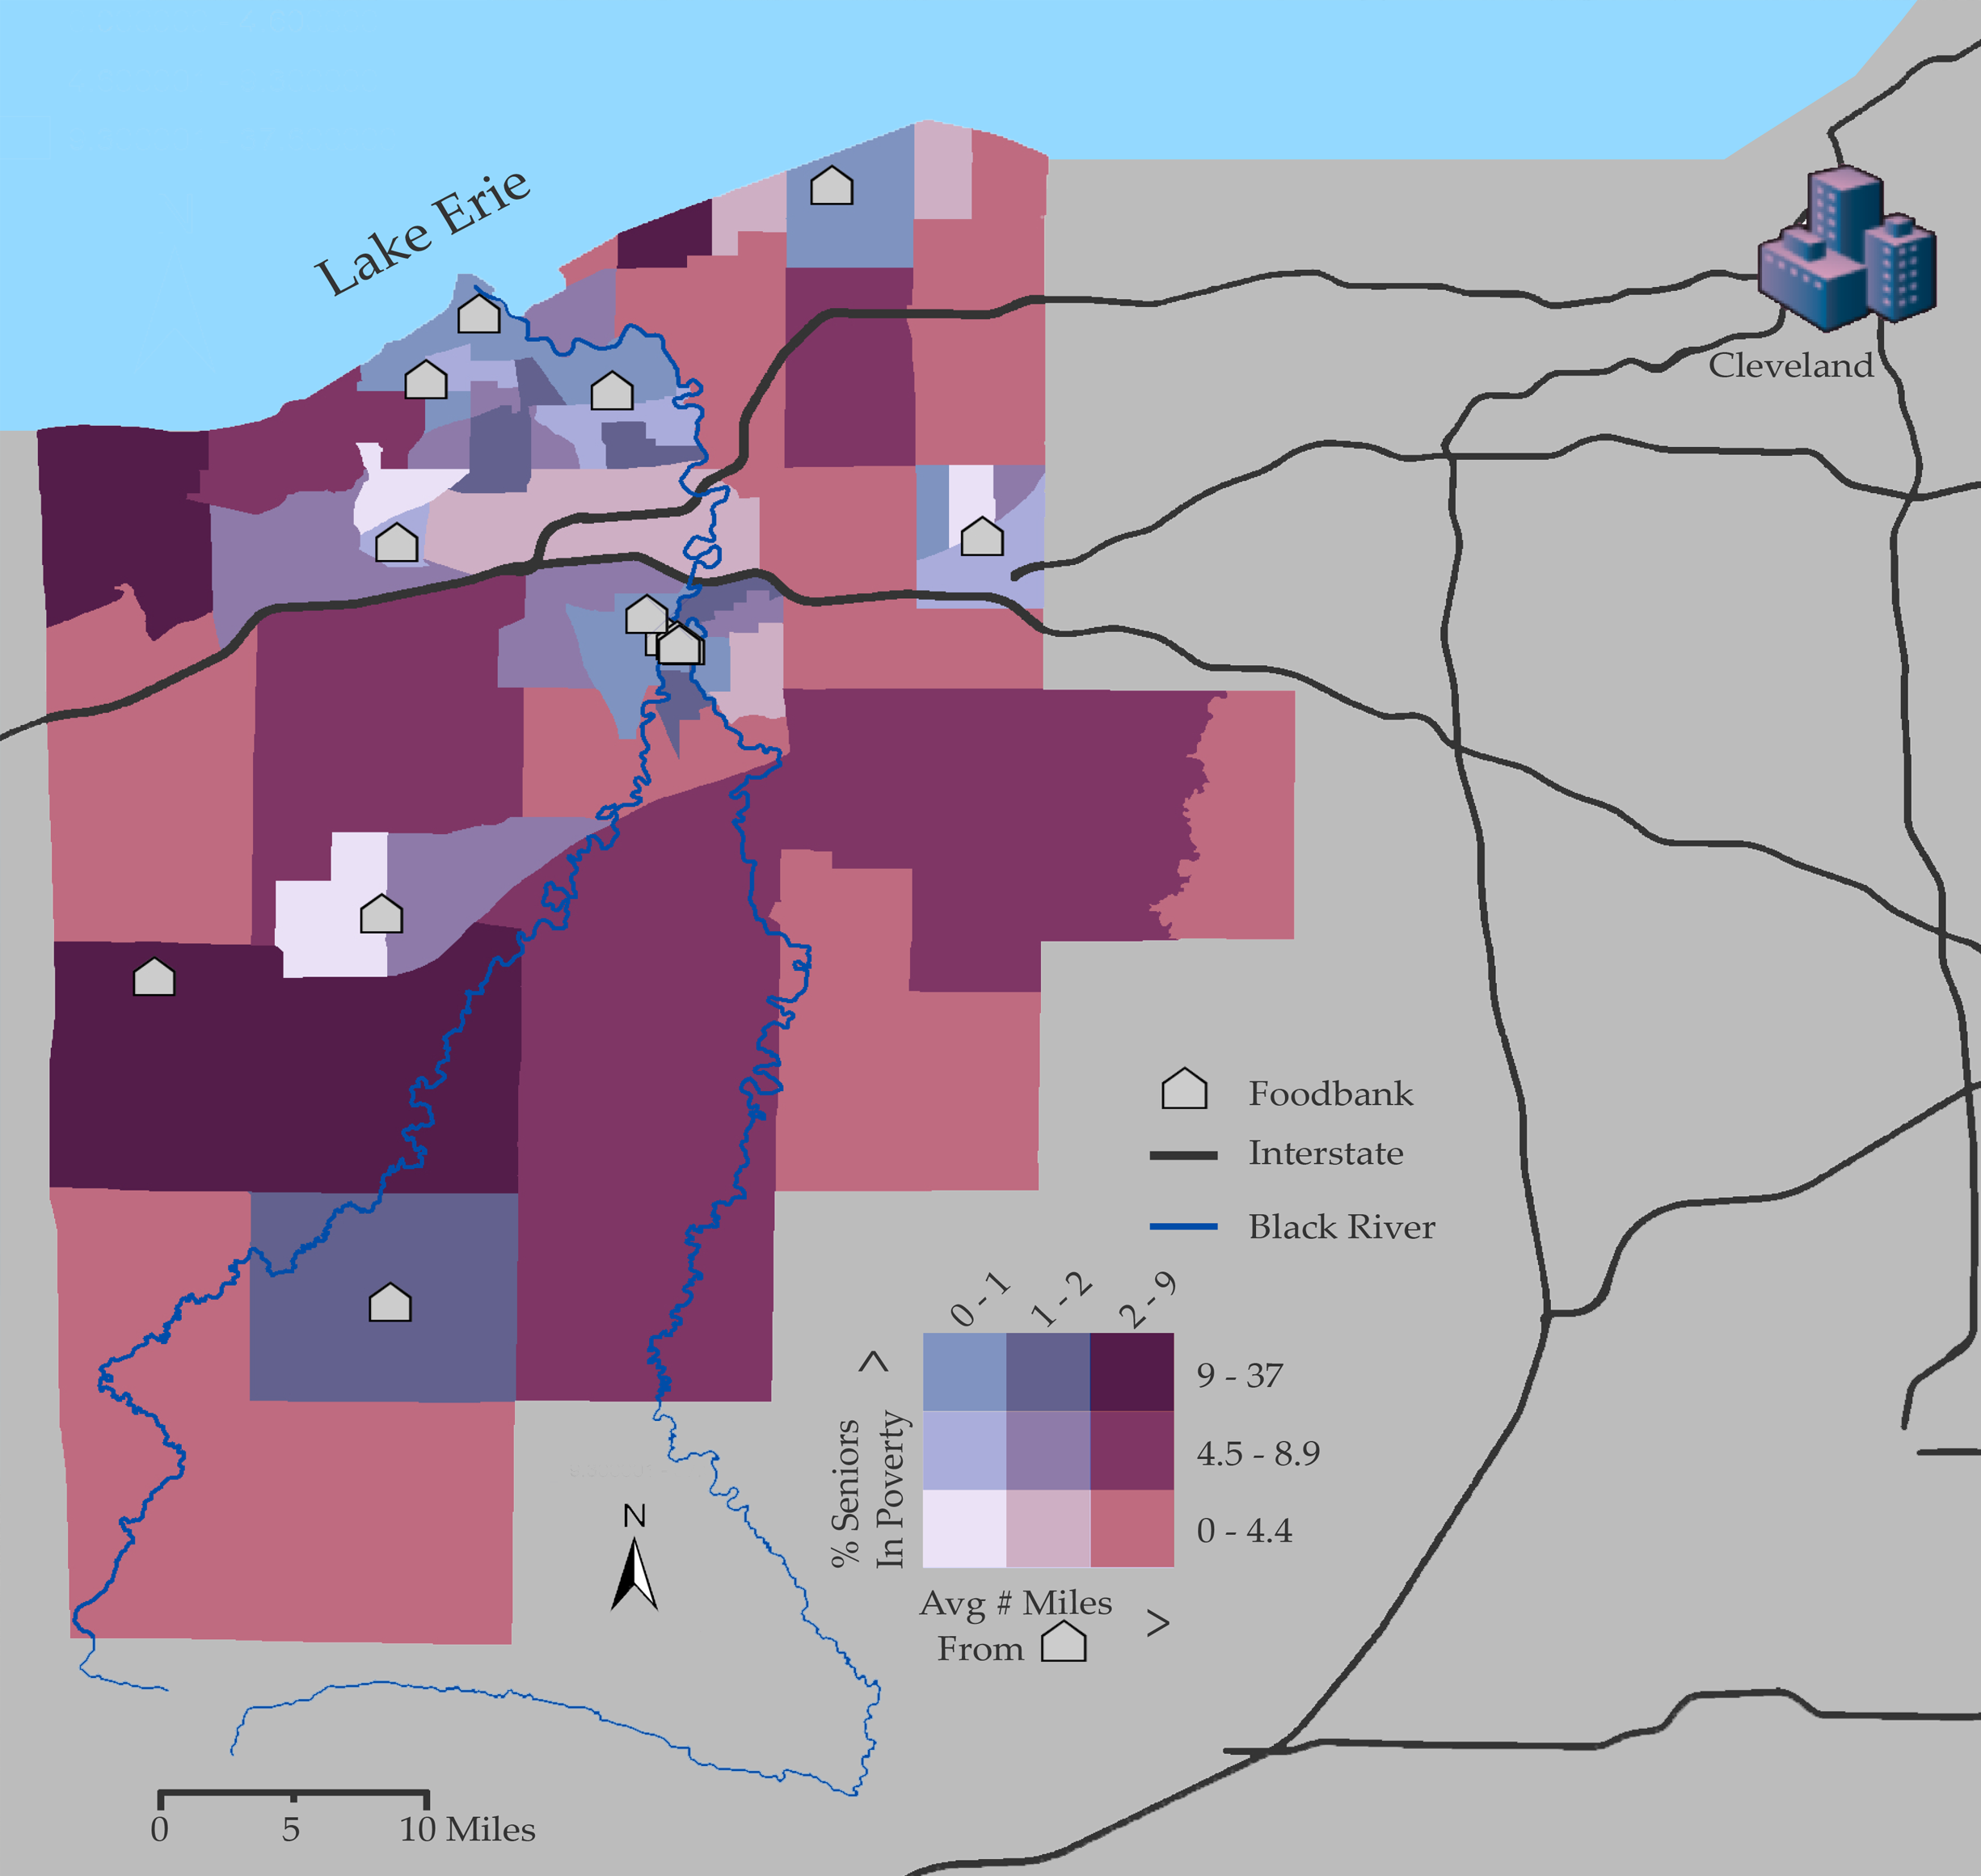 Lake Erie
Cleveland
Foodbank
Interstate
Black River
0 - 1
1 - 2
2 - 9
>
9 - 37
4.5 - 8.9
0 - 4.4
% Seniors
In Poverty
Avg # Miles
From
>
N
0
5
10 Miles